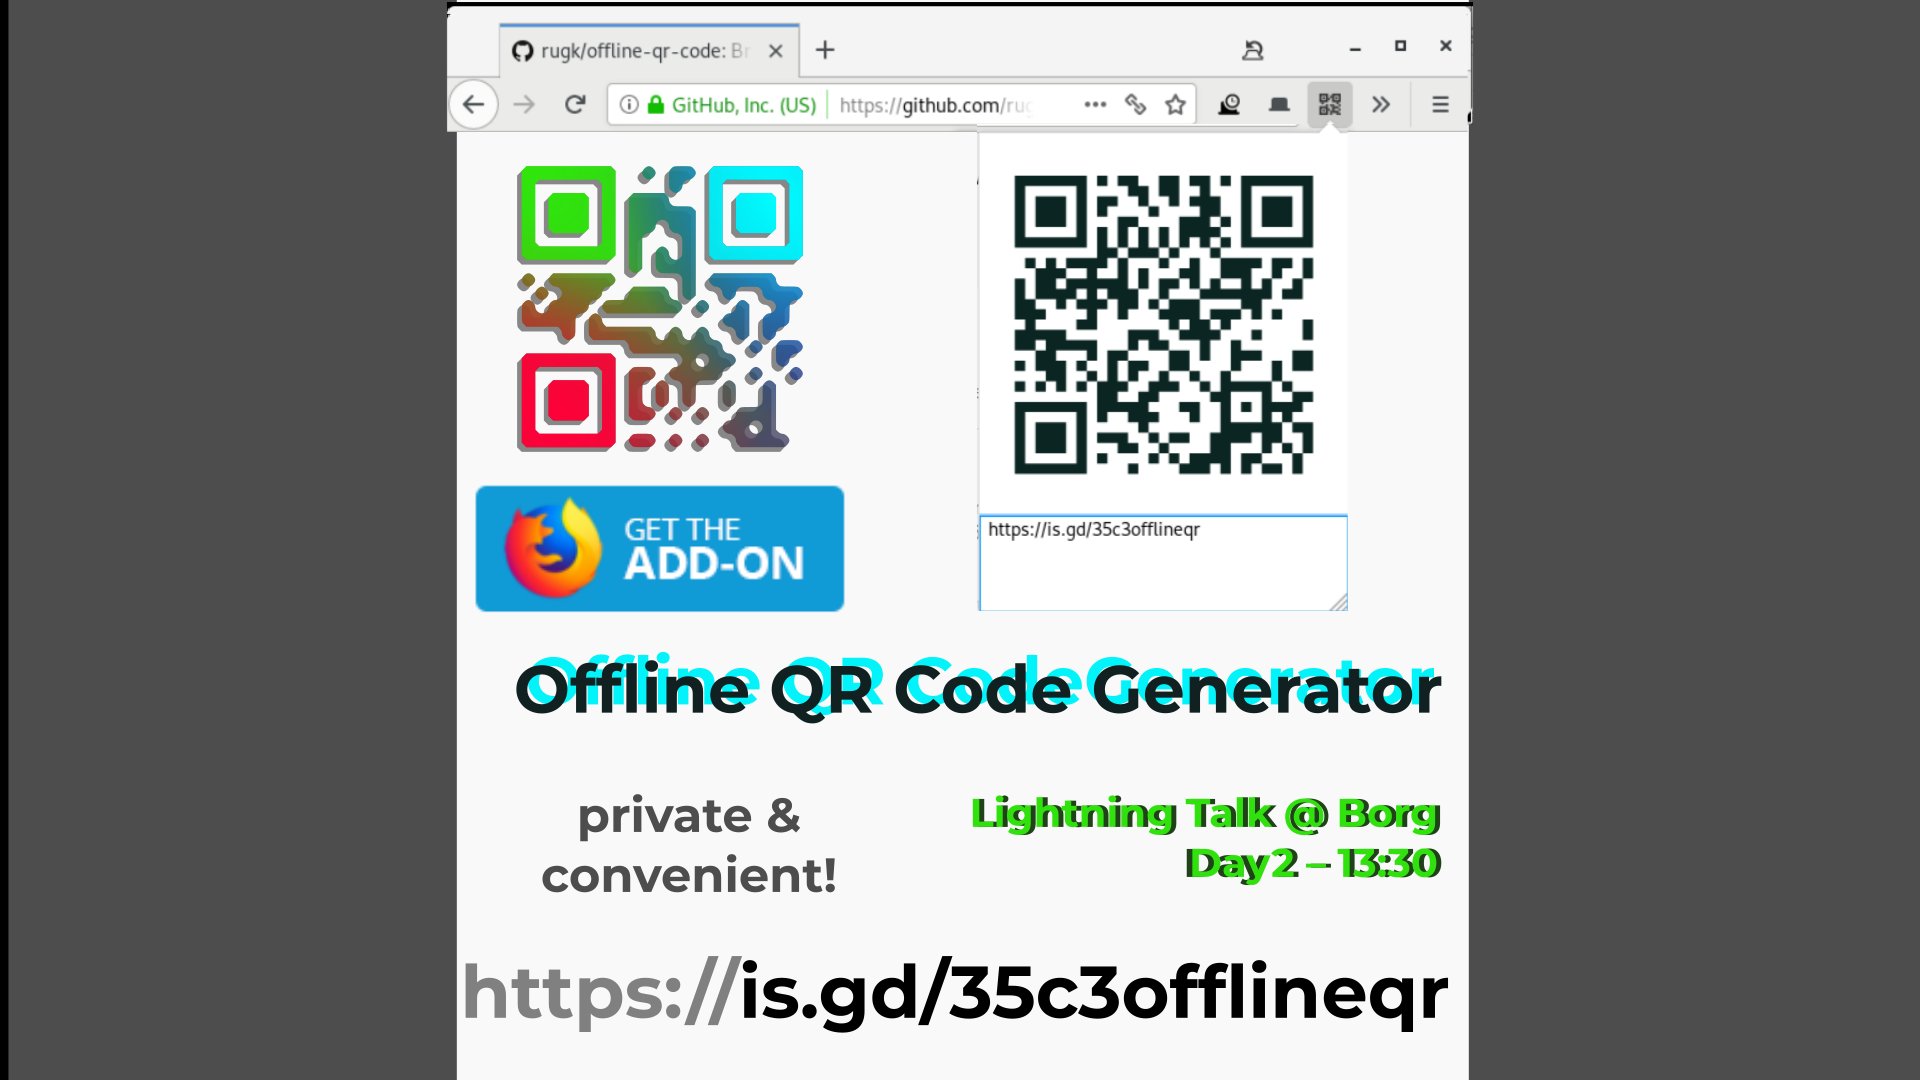 rugk/offline-qr-code: Br
GitHub, Inc. (US) https://github.com/rug
GET THE
ADD-ON
https://is.gd/35c3offlineqr
Offline QR Code Generator
private &
convenient!
Lightning Talk @ Borg
Day 2 – 13:30
https://is.gd/35c3offlineqr